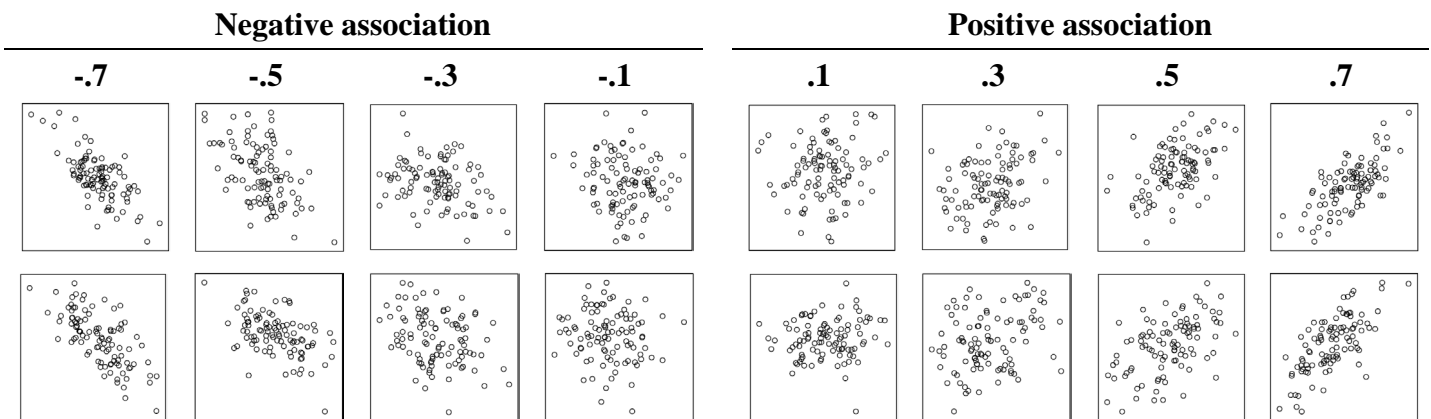 Negative association Positive association
-.7 -.5 -.3 -.1 .1 .3 .5 .7